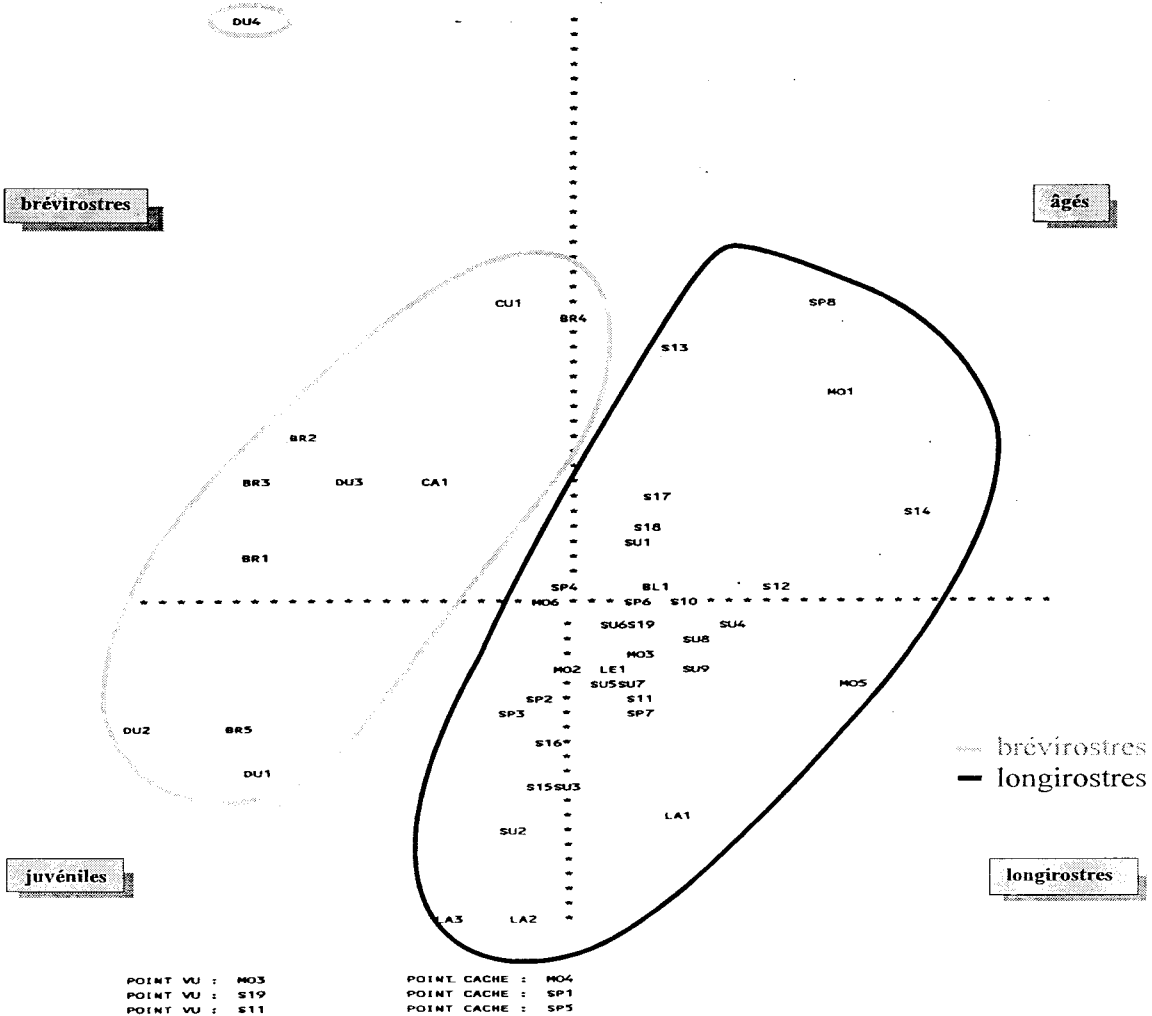 DU4
brévirostres
âgés
CU1 SP8
BR4
S13
MO1
BR2
BR3 DU3 CA1
S17
S14
S18
SU1
BR1
SP4 BL1 S12
MO6 SP6 S10
SU6S19 SU4
SU8
MO3
MO2 LE1 SU9
SU5SU7 MO5
SP2 S11
SP3 SP7
DU2 BR5
S16
brévirostres
DU1
longirostres
S15SU3
LA1
SU2
juvéniles longirostres
LA3 LA2
POINT VU : MO3 POINT CACHE : MO4
POINT VU : S19 POINT CACHE : SP1
POINT VU : S11 POINT CACHE : SP5